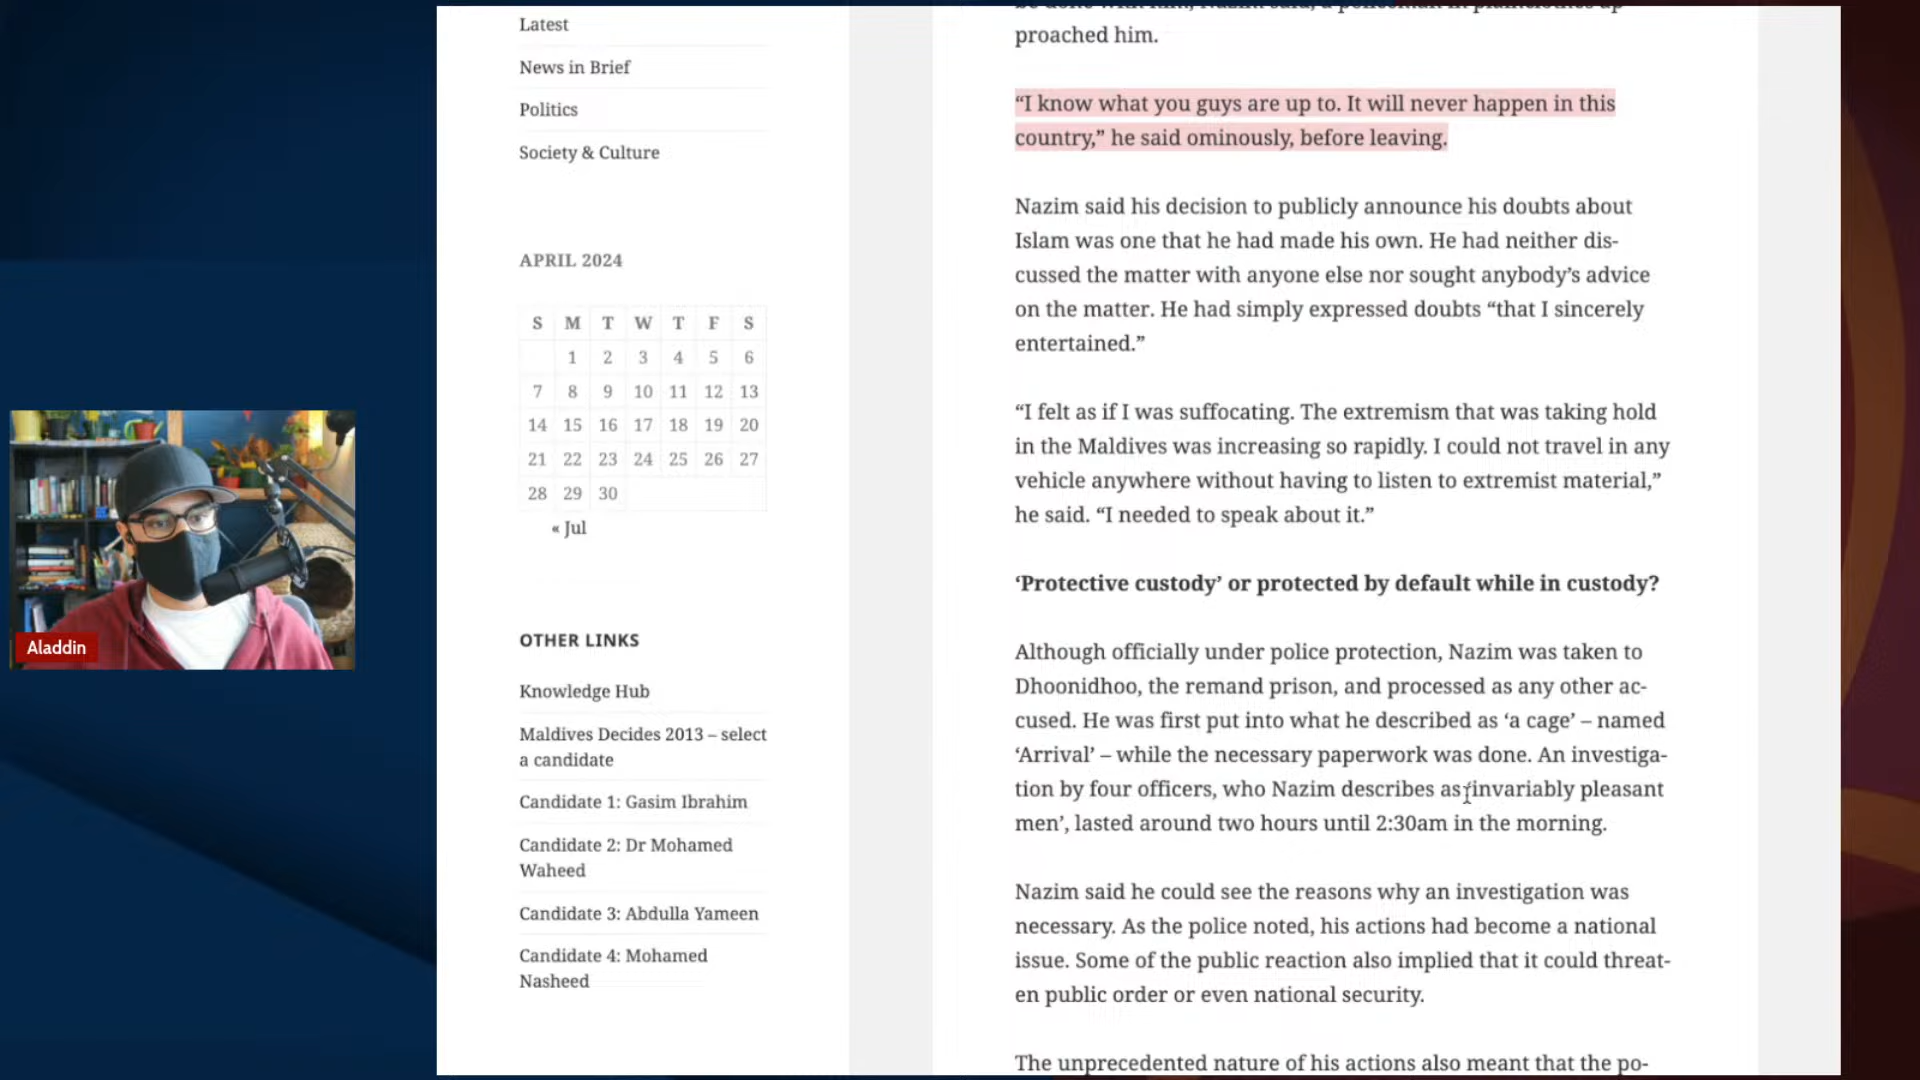 Latest
News in Brief
Politics
Society & Culture
APRIL 2024
S M T W T F S
1 2 3 4 5 6
7 8 9 10 11 12 13
14 15 16 17 18 19 20
21 22 23 24 25 26 27
28 29 30
« Jul
OTHER LINKS
Knowledge Hub
Maldives Decides 2013 – select
a candidate
Candidate 1: Gasim Ibrahim
Candidate 2: Dr Mohamed
Waheed
Candidate 3: Abdulla Yameen
Candidate 4: Mohamed
Nasheed
proached him.
“I know what you guys are up to. It will never happen in this
country,” he said ominously, before leaving.
Nazim said his decision to publicly announce his doubts about
Islam was one that he had made his own. He had neither dis-
cussed the matter with anyone else nor sought anybody’s advice
on the matter. He had simply expressed doubts “that I sincerely
entertained.”
“I felt as if I was suffocating. The extremism that was taking hold
in the Maldives was increasing so rapidly. I could not travel in any
vehicle anywhere without having to listen to extremist material,”
he said. “I needed to speak about it.”
‘Protective custody’ or protected by default while in custody?
Although officially under police protection, Nazim was taken to
Dhoonidhoo, the remand prison, and processed as any other ac-
cused. He was first put into what he described as ‘a cage’ – named
‘Arrival’ – while the necessary paperwork was done. An investiga-
tion by four officers, who Nazim describes as ‘invariably pleasant
men’, lasted around two hours until 2:30am in the morning.
Nazim said he could see the reasons why an investigation was
necessary. As the police noted, his actions had become a national
issue. Some of the public reaction also implied that it could threat-
en public order or even national security.
The unprecedented nature of his actions also meant that the po-
Aladdin